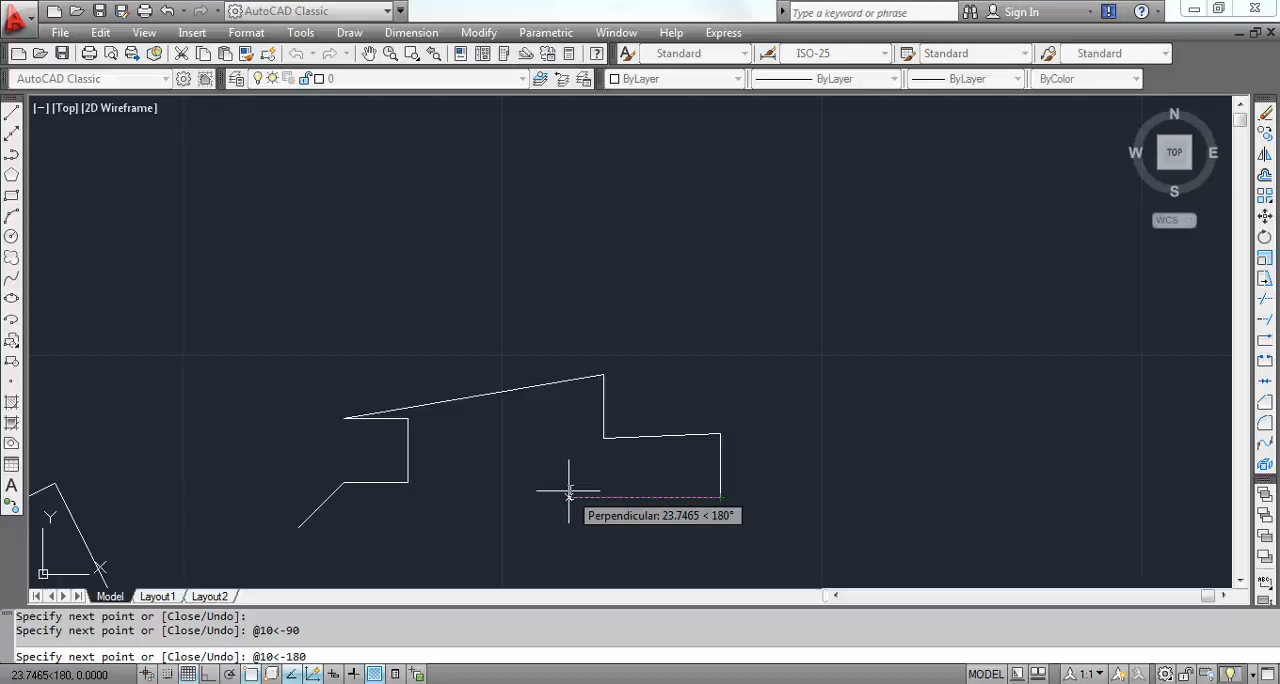 AutoCAD Classic
Type a keyword or phrase
Sign In
File Edit View Insert Format Tools Draw Dimension Modify Parametric Window Help Express
Standard ISO-25 Standard Standard
AutoCAD Classic 0 ByLayer ByLayer ByLayer ByColor
[−] [Top] [2D Wireframe]
N
W TOP E
S
WCS
Perpendicular: 23.7465 < 180°
Y
X
Model Layout1 Layout2
Specify next point or [Close/Undo]:
Specify next point or [Close/Undo]: @10<-90
Specify next point or [Close/Undo]: @10<-180
23.7465<180, 0.0000 MODEL 1:1